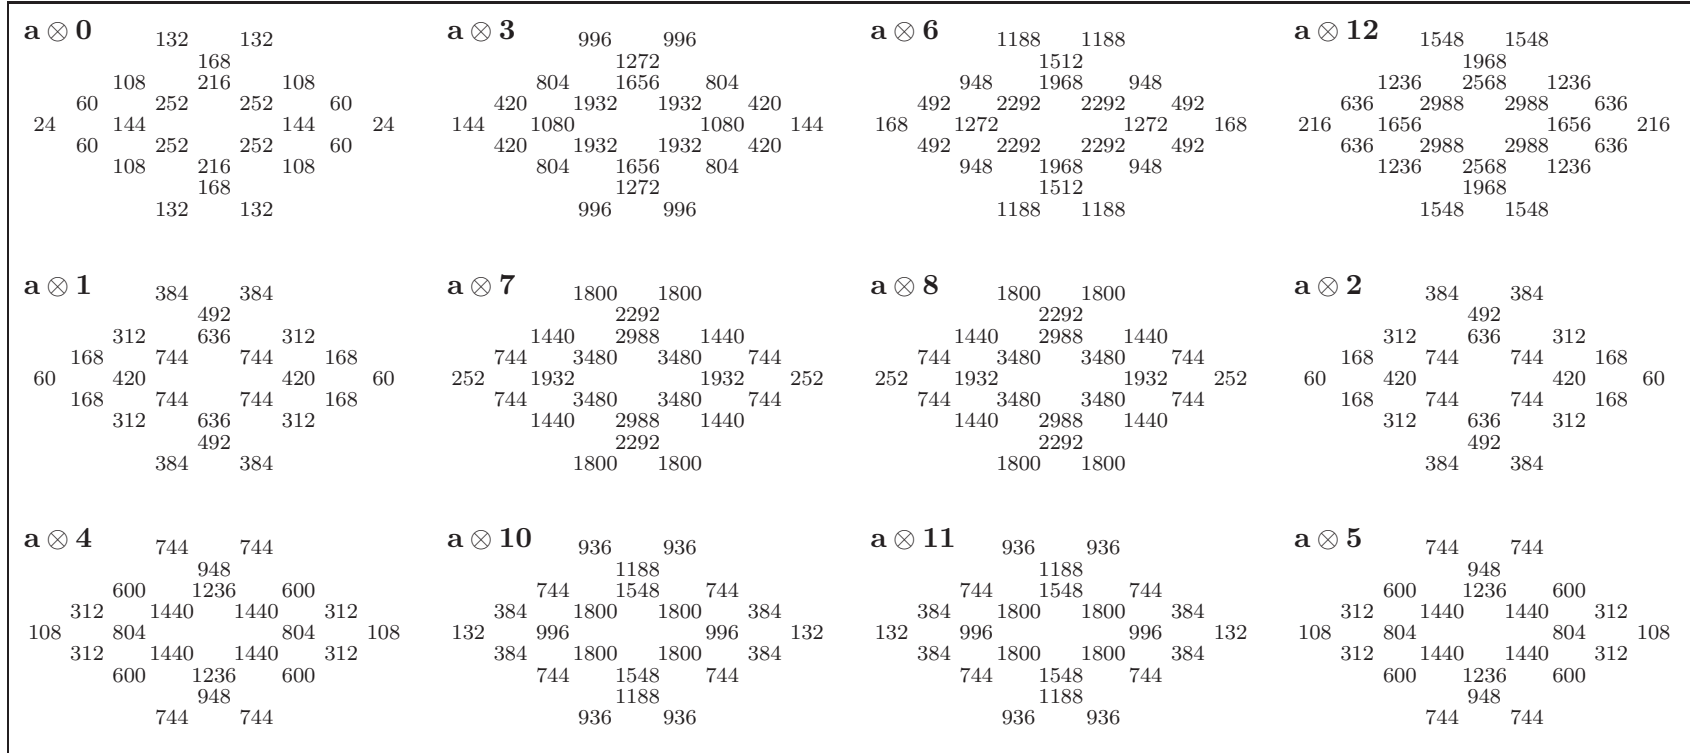 a ⊗ 0 132 132 a ⊗ 3 996 996 a ⊗ 6 1188 1188 a ⊗ 12 1548 1548
168 1272 1512 1968
108 216 108 804 1656 804 948 1968 948 1236 2568 1236
60 252 252 60 420 1932 1932 420 492 2292 2292 492 636 2988 2988 636
24 144 144 24 144 1080 1080 144 168 1272 1272 168 216 1656 1656 216
60 252 252 60 420 1932 1932 420 492 2292 2292 492 636 2988 2988 636
108 216 108 804 1656 804 948 1968 948 1236 2568 1236
168 1272 1512 1968
132 132 996 996 1188 1188 1548 1548
a ⊗ 1 384 384 a ⊗ 7 1800 1800 a ⊗ 8 1800 1800 a ⊗ 2 384 384
492 2292 2292 492
312 636 312 1440 2988 1440 1440 2988 1440 312 636 312
168 744 744 168 744 3480 3480 744 744 3480 3480 744 168 744 744 168
60 420 420 60 252 1932 1932 252 252 1932 1932 252 60 420 420 60
168 744 744 168 744 3480 3480 744 744 3480 3480 744 168 744 744 168
312 636 312 1440 2988 1440 1440 2988 1440 312 636 312
492 2292 2292 492
384 384 1800 1800 1800 1800 384 384
a ⊗ 4 744 744 a ⊗ 10 936 936 a ⊗ 11 936 936 a ⊗ 5 744 744
948 1188 1188 948
600 1236 600 744 1548 744 744 1548 744 600 1236 600
312 1440 1440 312 384 1800 1800 384 384 1800 1800 384 312 1440 1440 312
108 804 804 108 132 996 996 132 132 996 996 132 108 804 804 108
312 1440 1440 312 384 1800 1800 384 384 1800 1800 384 312 1440 1440 312
600 1236 600 744 1548 744 744 1548 744 600 1236 600
948 1188 1188 948
744 744 936 936 936 936 744 744